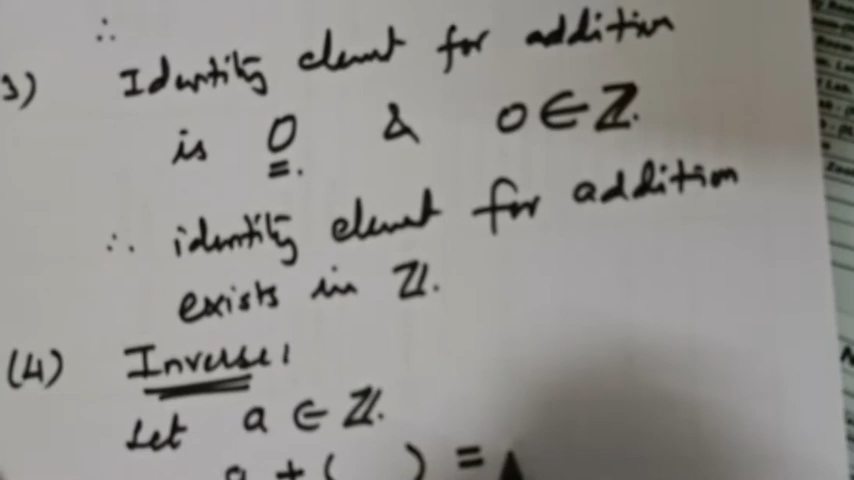 ∴
3) Identity element for addition
is 0 & 0 ∈ ℤ.
∴ identity element for addition
exists in ℤ.
(4) Inverse:
Let a ∈ ℤ.
a + ( ) =